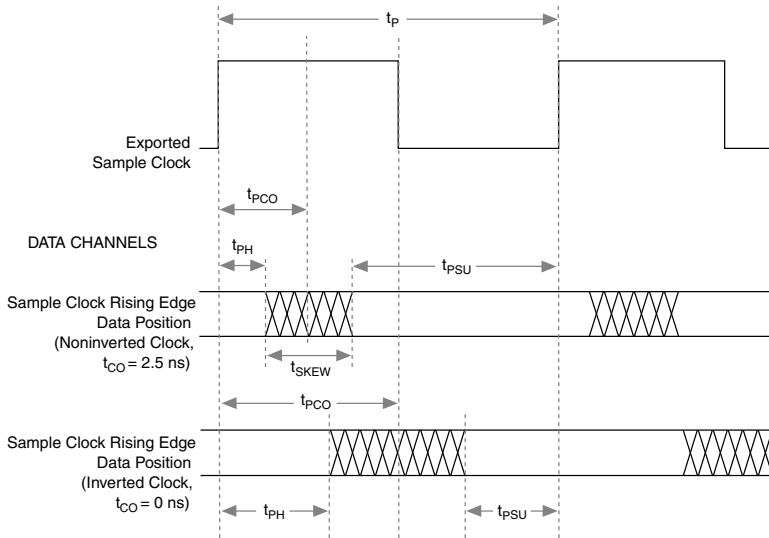 tP
Exported
Sample Clock
tPCO
DATA CHANNELS
tPH
tPSU
Sample Clock Rising Edge
Data Position
(Noninverted Clock,
tCO = 2.5 ns)
tSKEW
tPCO
Sample Clock Rising Edge
Data Position
(Inverted Clock,
tCO = 0 ns)
tPH
tPSU